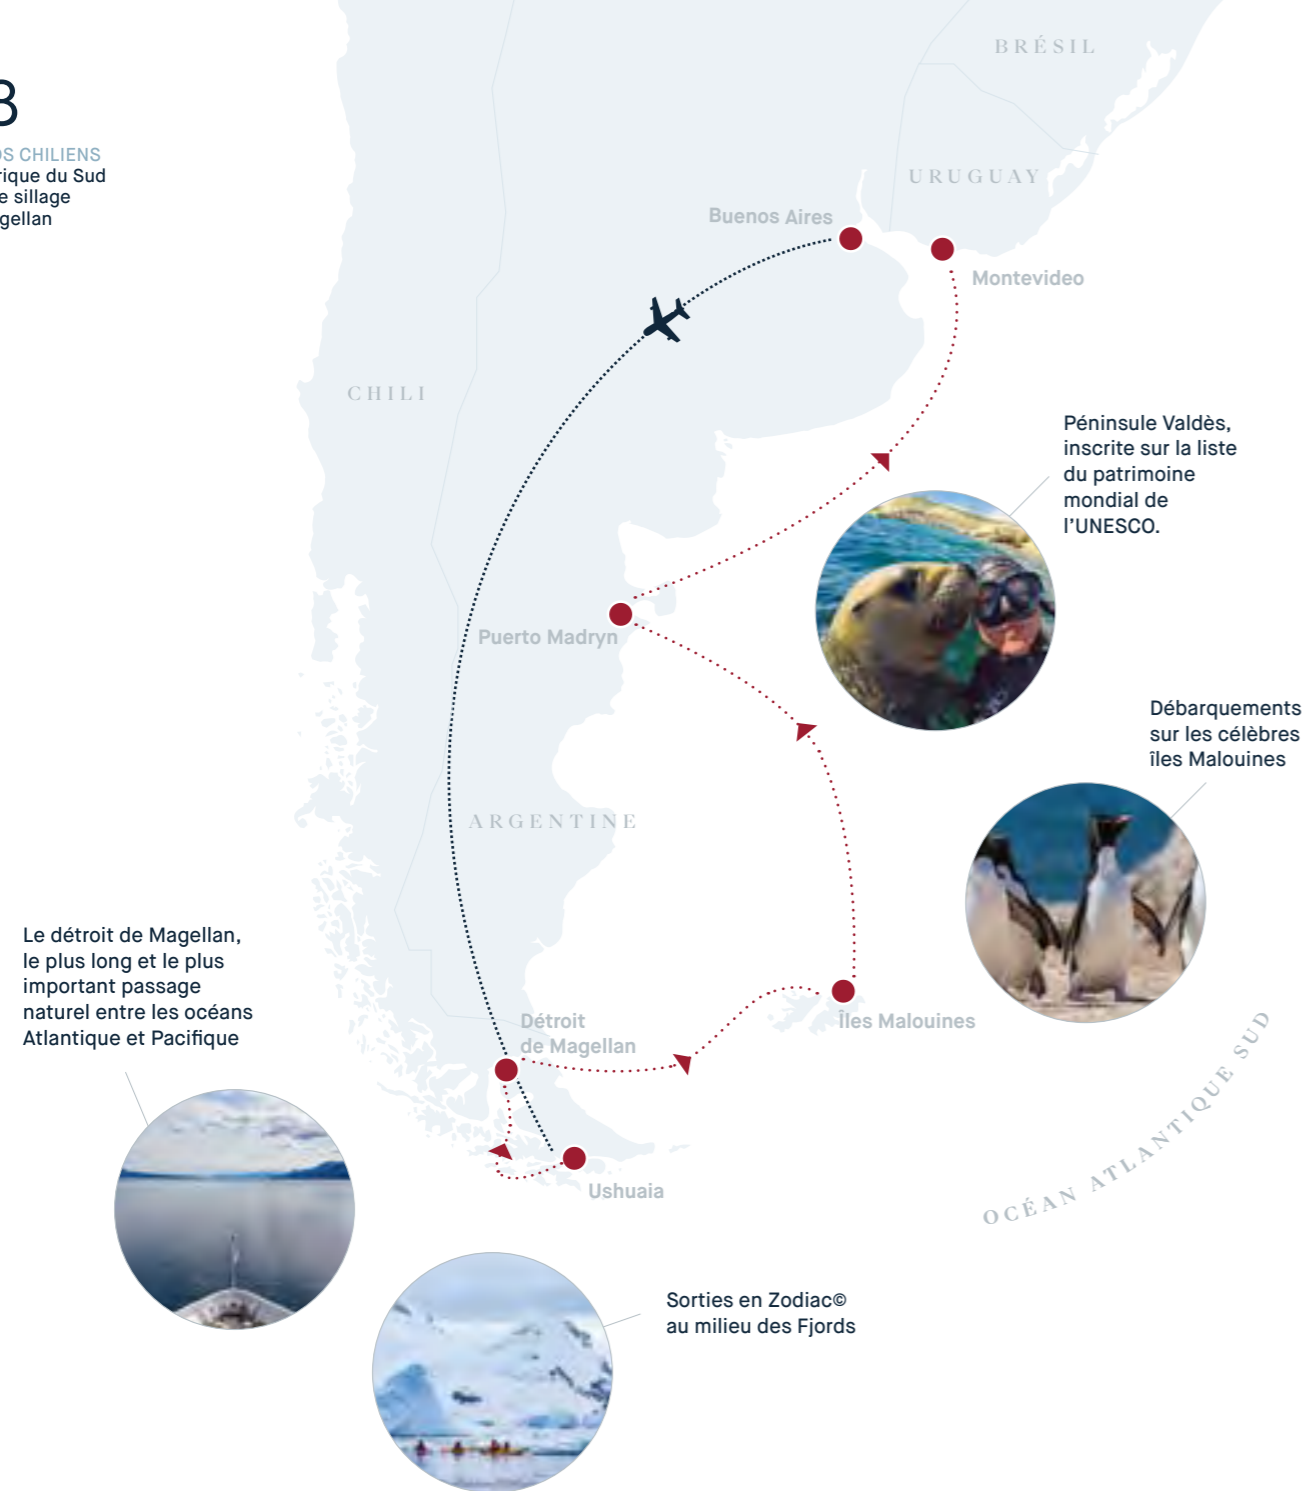 3
OS CHILIENS
rique du Sud
e sillage
gellan
BRÉSIL
URUGUAY
Buenos Aires
Montevideo
CHILI
Péninsule Valdès,
inscrite sur la liste
du patrimoine
mondial de
l'UNESCO.
Puerto Madryn
Débarquements
sur les célèbres
îles Malouines
ARGENTINE
Le détroit de Magellan,
le plus long et le plus
important passage
naturel entre les océans
Atlantique et Pacifique
Détroit
de Magellan
Îles Malouines
OCÉAN ATLANTIQUE SUD
Ushuaia
Sorties en Zodiac©
au milieu des Fjords